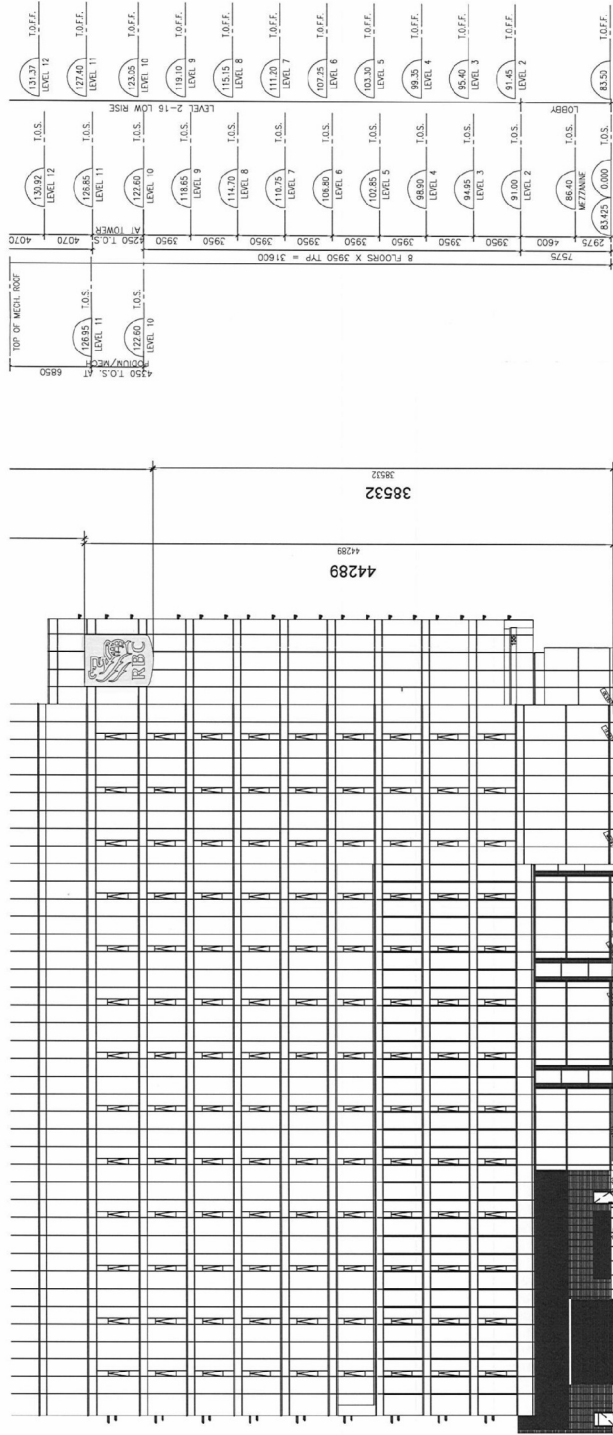 131.37 T.O.F.F.
LEVEL 12
127.40 T.O.F.F.
LEVEL 11
123.05 T.O.F.F.
LEVEL 10
119.10 T.O.F.F.
LEVEL 9
115.15 T.O.F.F.
LEVEL 8
111.20 T.O.F.F.
LEVEL 7
107.25 T.O.F.F.
LEVEL 6
103.30 T.O.F.F.
LEVEL 5
99.35 T.O.F.F.
LEVEL 4
95.40 T.O.F.F.
LEVEL 3
91.45 T.O.F.F.
LEVEL 2
83.50 T.O.F.F.
LEVEL 2-16 LOW RISE
LOBBY
130.92 T.O.S.
LEVEL 12
126.85 T.O.S.
LEVEL 11
122.60 T.O.S.
LEVEL 10
118.65 T.O.S.
LEVEL 9
114.70 T.O.S.
LEVEL 8
110.75 T.O.S.
LEVEL 7
106.80 T.O.S.
LEVEL 6
102.85 T.O.S.
LEVEL 5
98.90 T.O.S.
LEVEL 4
94.95 T.O.S.
LEVEL 3
91.00 T.O.S.
LEVEL 2
86.40 T.O.S.
MEZZANINE
83.425 0.000 T.O.S.
4070
4070
4250 T.O.S.
AT TOWER
3950
3950
3950
3950
3950
3950
3950
3950
4600
2975
8 FLOORS X 3950 TYP = 31600
7575
TOP OF MECH. ROOF
126.95 T.O.S.
LEVEL 11
122.60 T.O.S.
LEVEL 10
6850
4350 T.O.S. AT
PODIUM/MECH
38532
38532
44289
44289
RBC
150